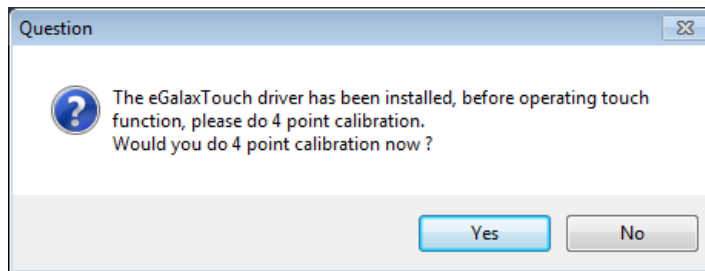 Question
The eGalaxTouch driver has been installed, before operating touch
function, please do 4 point calibration.
Would you do 4 point calibration now ?
Yes
No